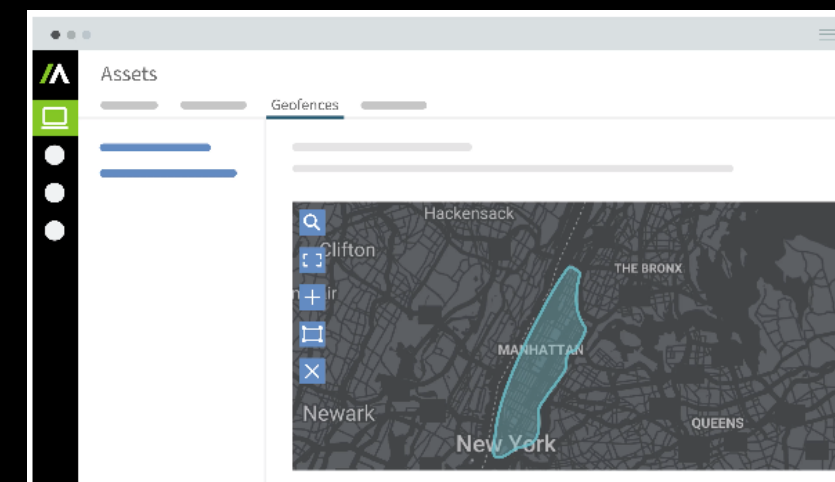 Assets
Geofences
Hackensack
Clifton
THE BRONX
MANHATTAN
Newark
QUEENS
New York